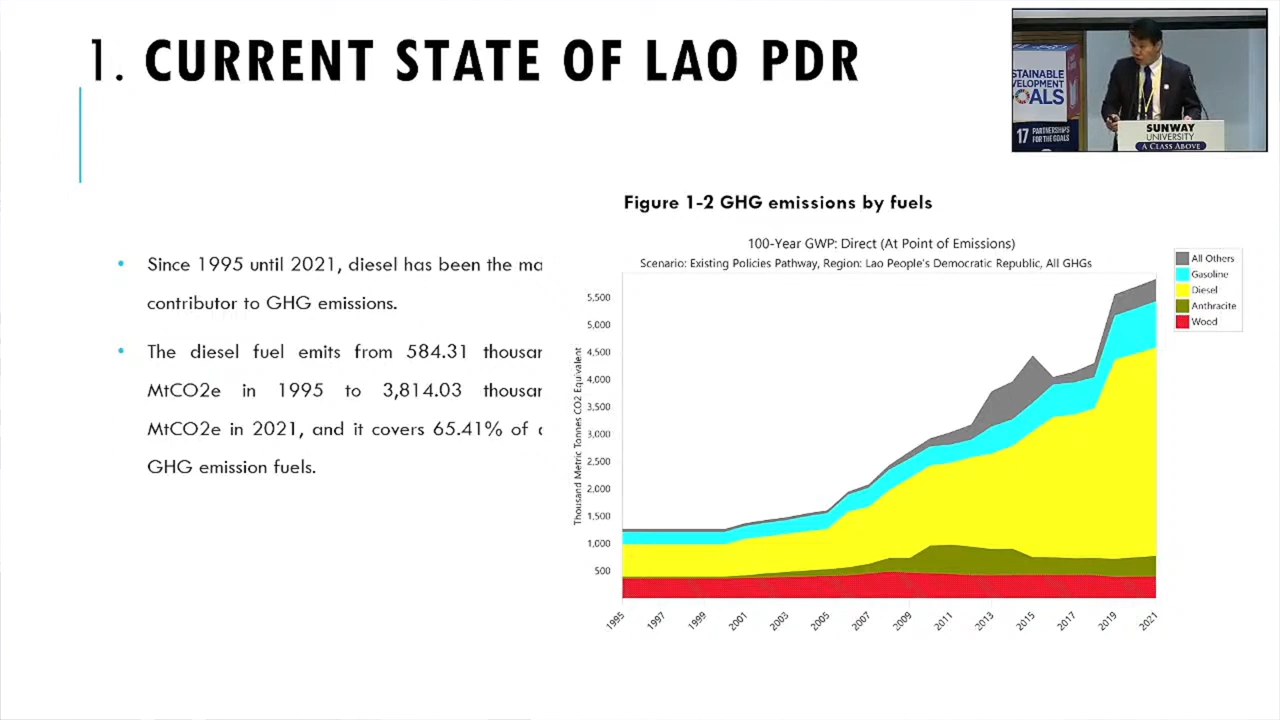 1. CURRENT STATE OF LAO PDR
STAINABLE
VELOPMENT
ALS
17 PARTNERSHIPS
FOR THE GOALS
SUNWAY
UNIVERSITY
A CLASS ABOVE
Figure 1-2 GHG emissions by fuels
• Since 1995 until 2021, diesel has been the ma
contributor to GHG emissions.
• The diesel fuel emits from 584.31 thousan
MtCO2e in 1995 to 3,814.03 thousan
MtCO2e in 2021, and it covers 65.41% of
GHG emission fuels.
100-Year GWP: Direct (At Point of Emissions)
Scenario: Existing Policies Pathway, Region: Lao People's Democratic Republic, All GHGs
Thousand Metric Tonnes CO2 Equivalent
5,500
5,000
4,500
4,000
3,500
3,000
2,500
2,000
1,500
1,000
500
1995 1997 1999 2001 2003 2005 2007 2009 2011 2013 2015 2017 2019 2021
All Others
Gasoline
Diesel
Anthracite
Wood